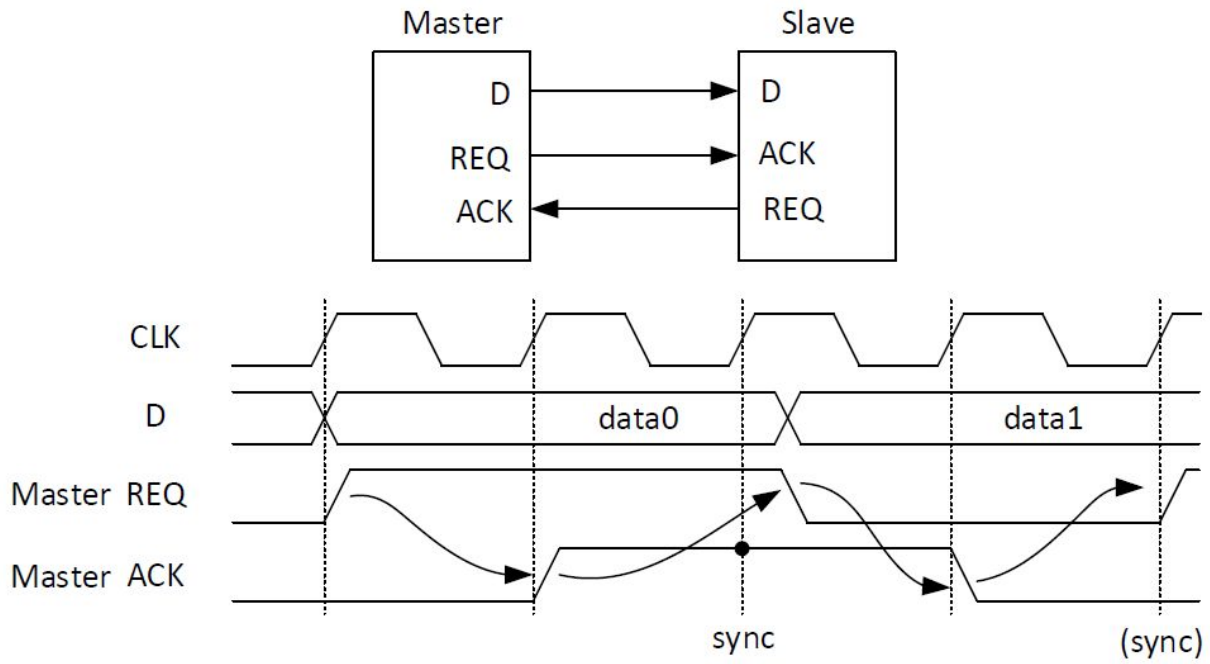 Master Slave
D D
REQ ACK
ACK REQ
CLK
D data0 data1
Master REQ
Master ACK
sync (sync)